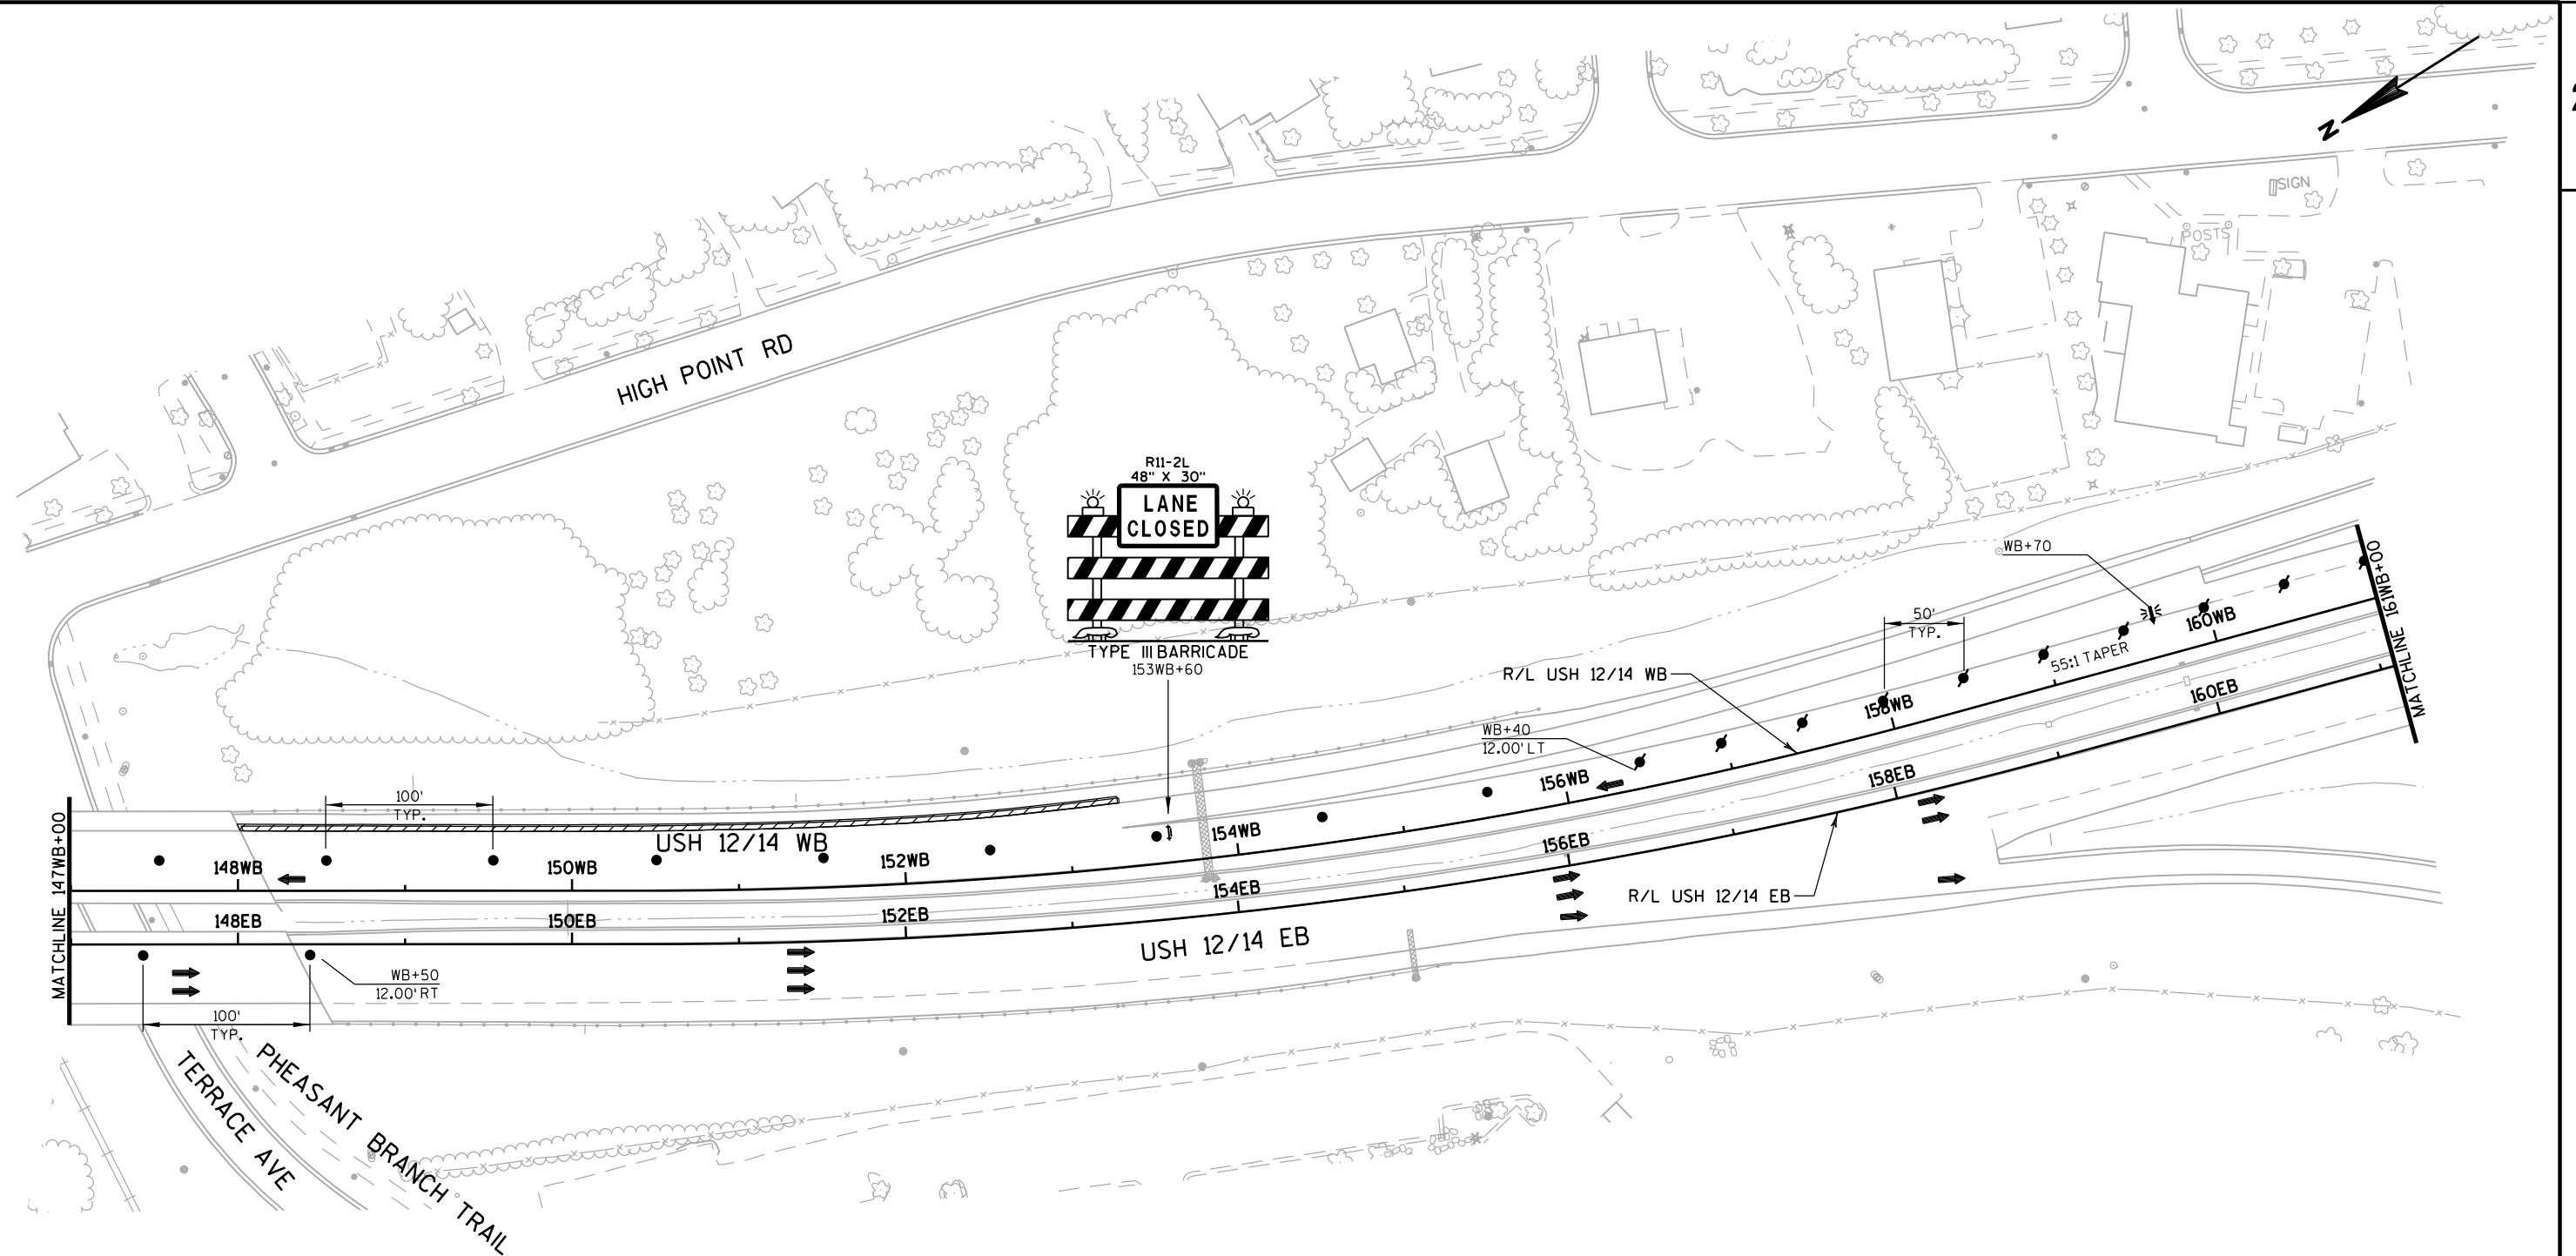 N
SIGN
POSTS
HIGH POINT RD
R11-2L
48" X 30"
LANE
CLOSED
TYPE III BARRICADE
153WB+60
WB+70
50'
TYP.
160WB
55:1 TAPER
MATCHLINE 161WB+00
R/L USH 12/14 WB
158WB
160EB
WB+40
12.00' LT
156WB
158EB
100'
TYP.
USH 12/14 WB
154WB
156EB
MATCHLINE 147WB+00
148WB
150WB
152WB
154EB
R/L USH 12/14 EB
148EB
150EB
152EB
USH 12/14 EB
WB+50
12.00' RT
100'
TYP.
TERRACE AVE
PHEASANT BRANCH TRAIL